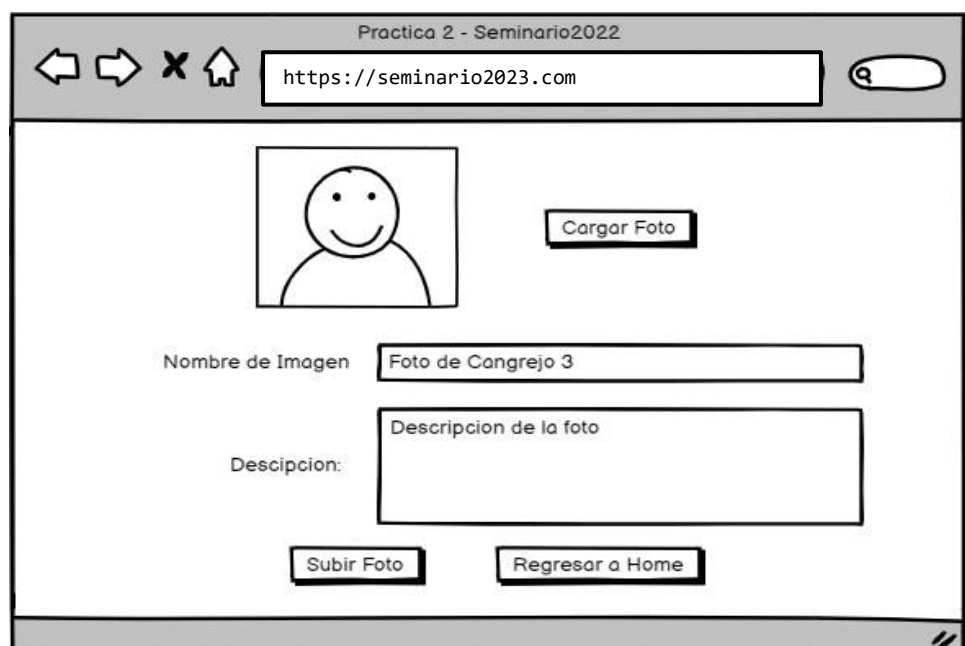 Practica 2 - Seminario2022
https://seminario2023.com
Cargar Foto
Nombre de Imagen
Foto de Cangrejo 3
Descipcion:
Descripcion de la foto
Subir Foto
Regresar a Home